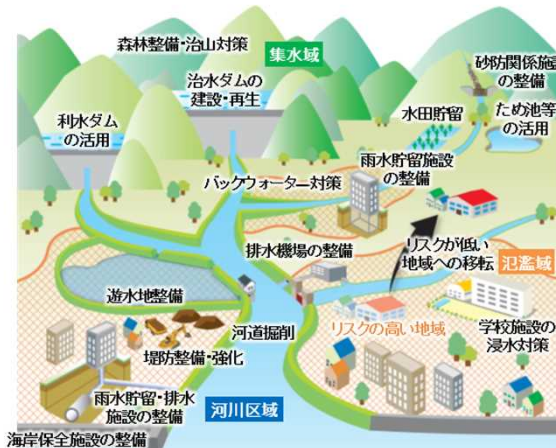 森林整備・治山対策
集水域
砂防関係施設
の整備
治水ダムの
建設・再生
利水ダム
の活用
水田貯留
ため池等
の活用
雨水貯留施設
の整備
バックウォーター対策
排水機場の整備
リスクが低い
地域への移転
氾濫域
遊水地整備
河道掘削
リスクの高い地域
学校施設の
浸水対策
堤防整備・強化
雨水貯留・排水
施設の整備
河川区域
海岸保全施設の整備